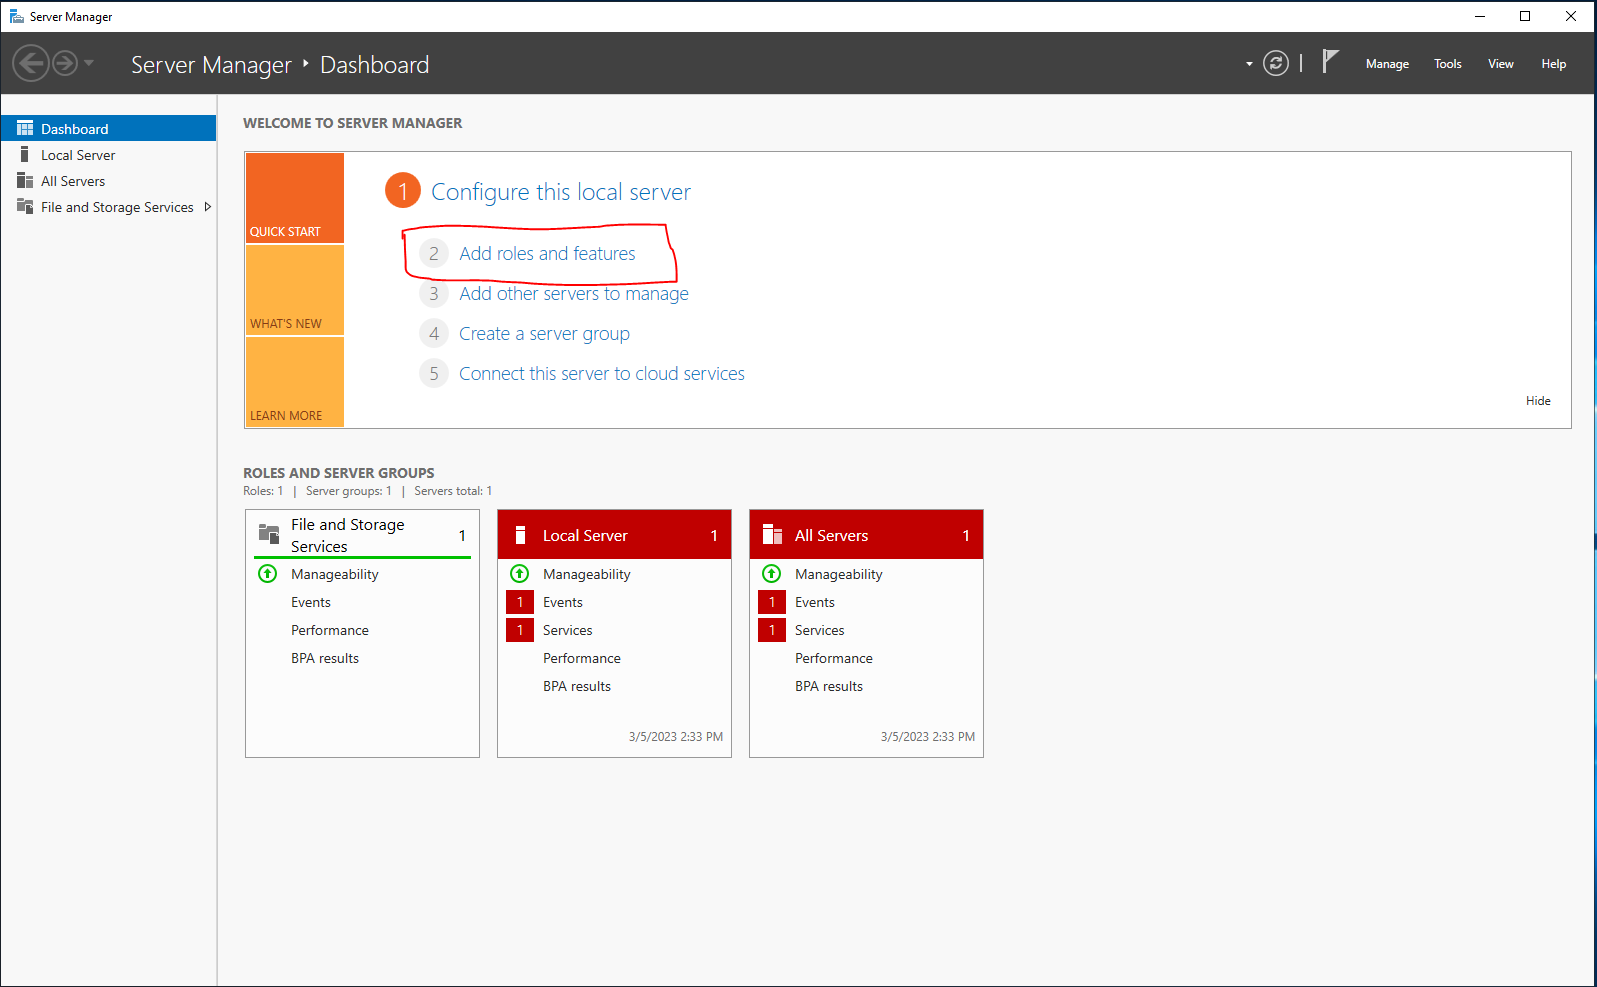 Server Manager
Server Manager ‣ Dashboard
Manage Tools View Help
Dashboard
Local Server
All Servers
File and Storage Services
WELCOME TO SERVER MANAGER
QUICK START
WHAT'S NEW
LEARN MORE
1 Configure this local server
2 Add roles and features
3 Add other servers to manage
4 Create a server group
5 Connect this server to cloud services
Hide
ROLES AND SERVER GROUPS
Roles: 1 | Server groups: 1 | Servers total: 1
File and Storage
Services 1
Manageability
Events
Performance
BPA results
Local Server 1
Manageability
1 Events
1 Services
Performance
BPA results
3/5/2023 2:33 PM
All Servers 1
Manageability
1 Events
1 Services
Performance
BPA results
3/5/2023 2:33 PM